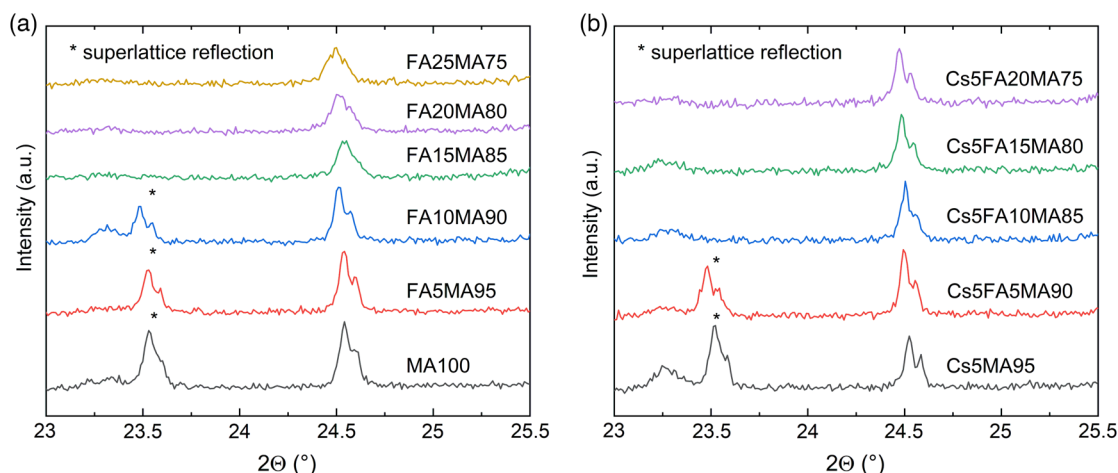 (a)
* superlattice reflection
FA25MA75
FA20MA80
FA15MA85
*
FA10MA90
*
FA5MA95
*
MA100
Intensity (a.u.)
23 23.5 24 24.5 25 25.5
2Θ (°)
(b)
* superlattice reflection
Cs5FA20MA75
Cs5FA15MA80
Cs5FA10MA85
*
Cs5FA5MA90
*
Cs5MA95
Intensity (a.u.)
23 23.5 24 24.5 25 25.5
2Θ (°)